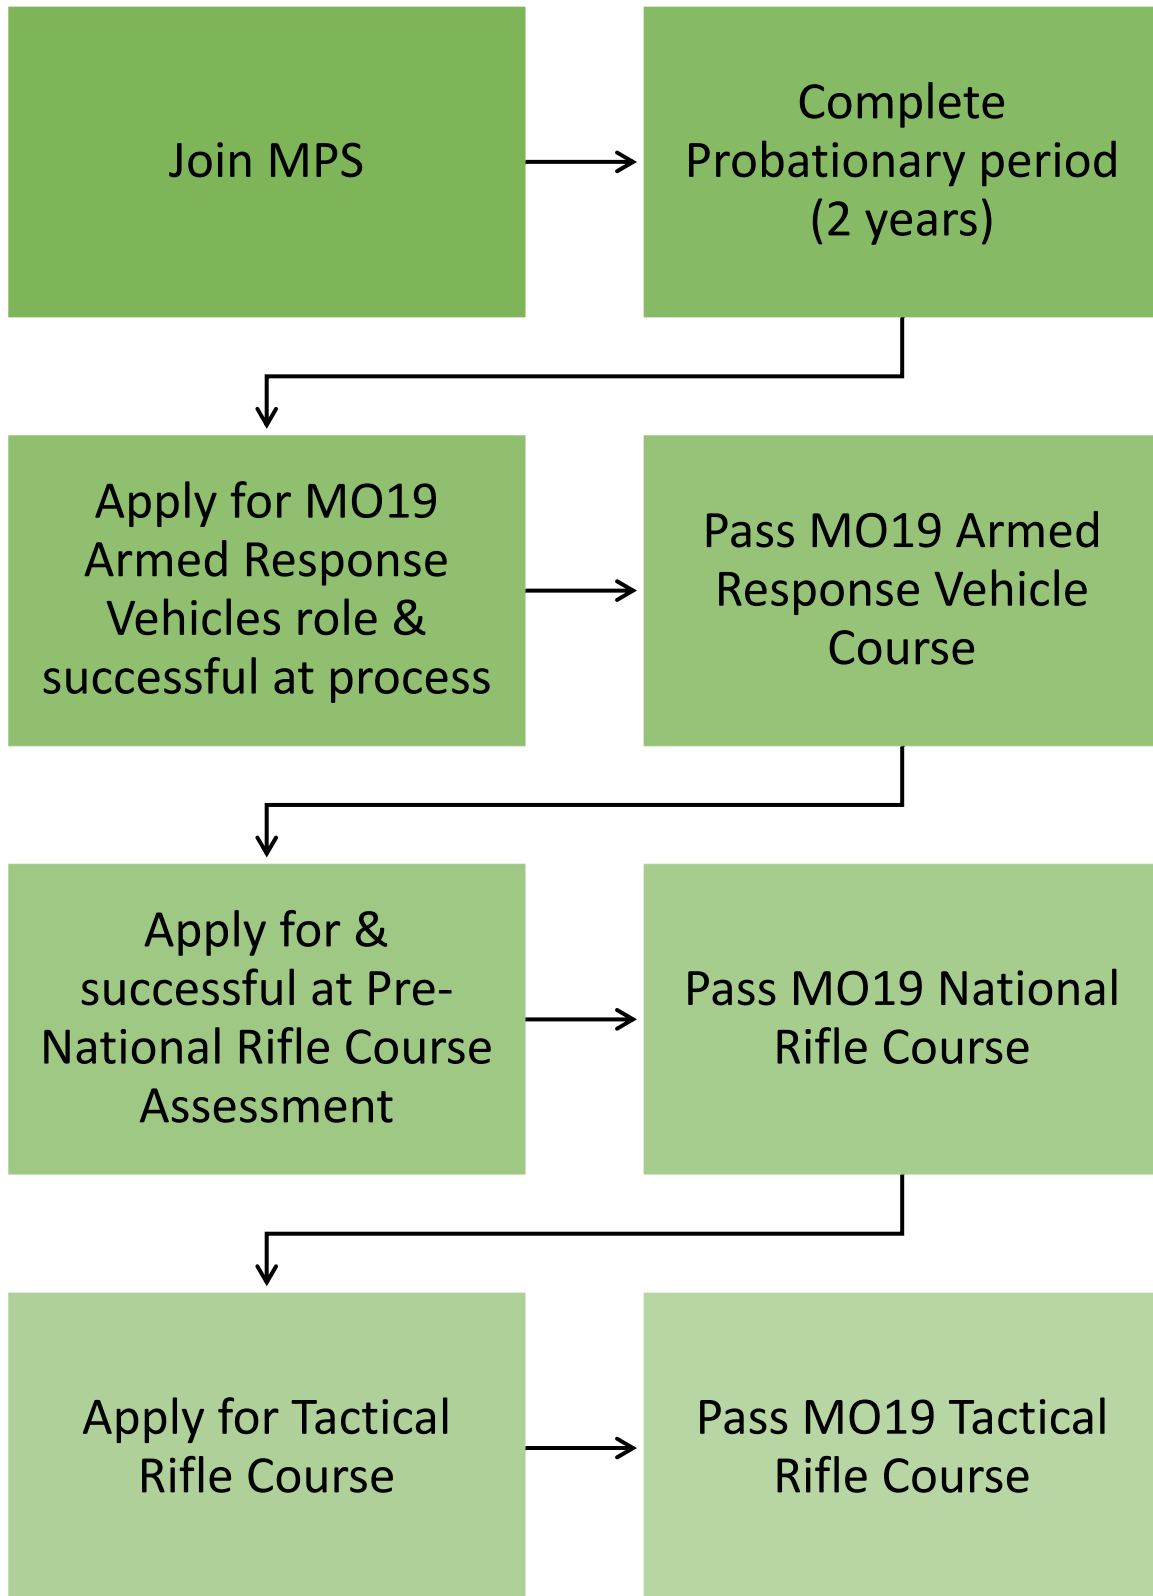 Join MPS
Complete
Probationary period
(2 years)
Apply for MO19
Armed Response
Vehicles role &
successful at process
Pass MO19 Armed
Response Vehicle
Course
Apply for &
successful at Pre-
National Rifle Course
Assessment
Pass MO19 National
Rifle Course
Apply for Tactical
Rifle Course
Pass MO19 Tactical
Rifle Course